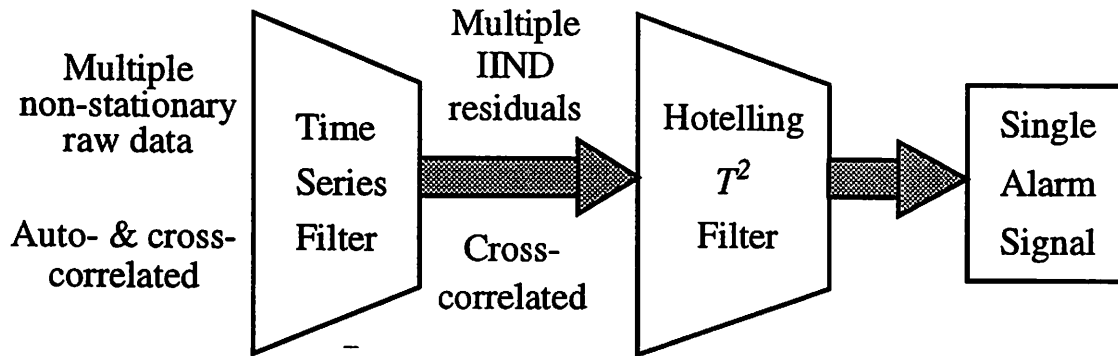 Multiple
non-stationary
raw data
Auto- & cross-
correlated
Time
Series
Filter
Multiple
IIND
residuals
Cross-
correlated
Hotelling
T²
Filter
Single
Alarm
Signal